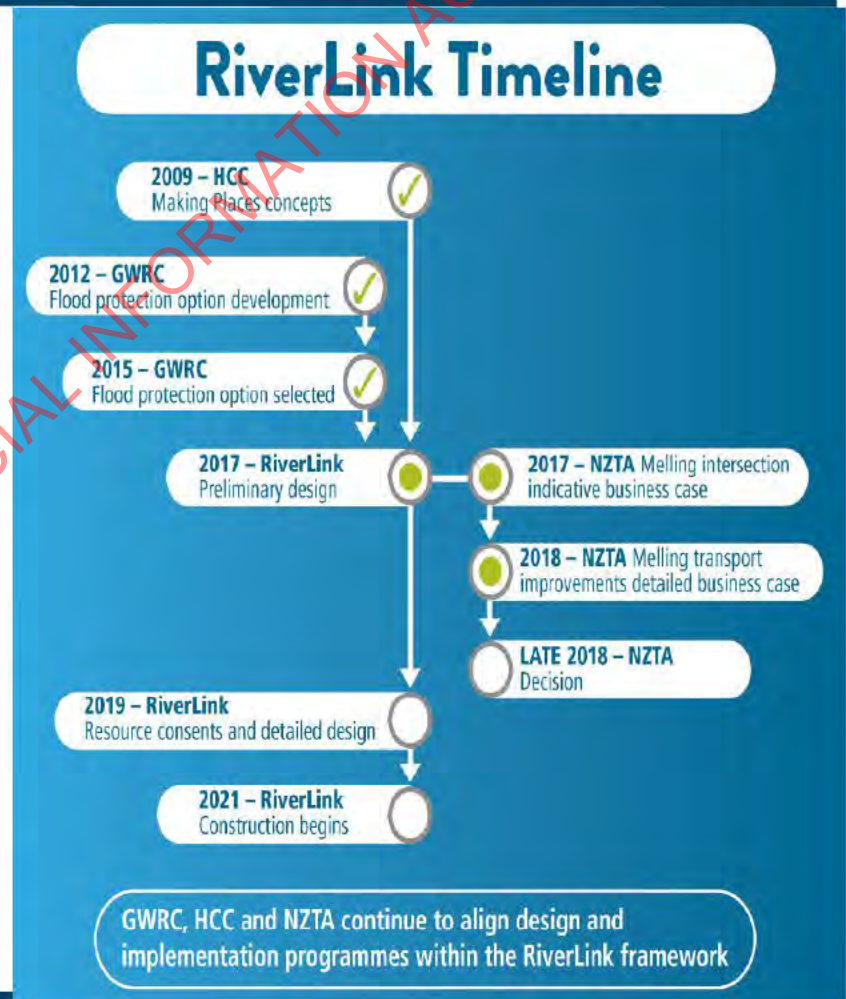 RiverLink Timeline
2009 – HCC
Making Places concepts
2012 – GWRC
Flood protection option development
2015 – GWRC
Flood protection option selected
2017 – RiverLink
Preliminary design
2017 – NZTA Melling intersection
indicative business case
2018 – NZTA Melling transport
improvements detailed business case
LATE 2018 – NZTA
Decision
2019 – RiverLink
Resource consents and detailed design
2021 – RiverLink
Construction begins
GWRC, HCC and NZTA continue to align design and
implementation programmes within the RiverLink framework
INFORMATION